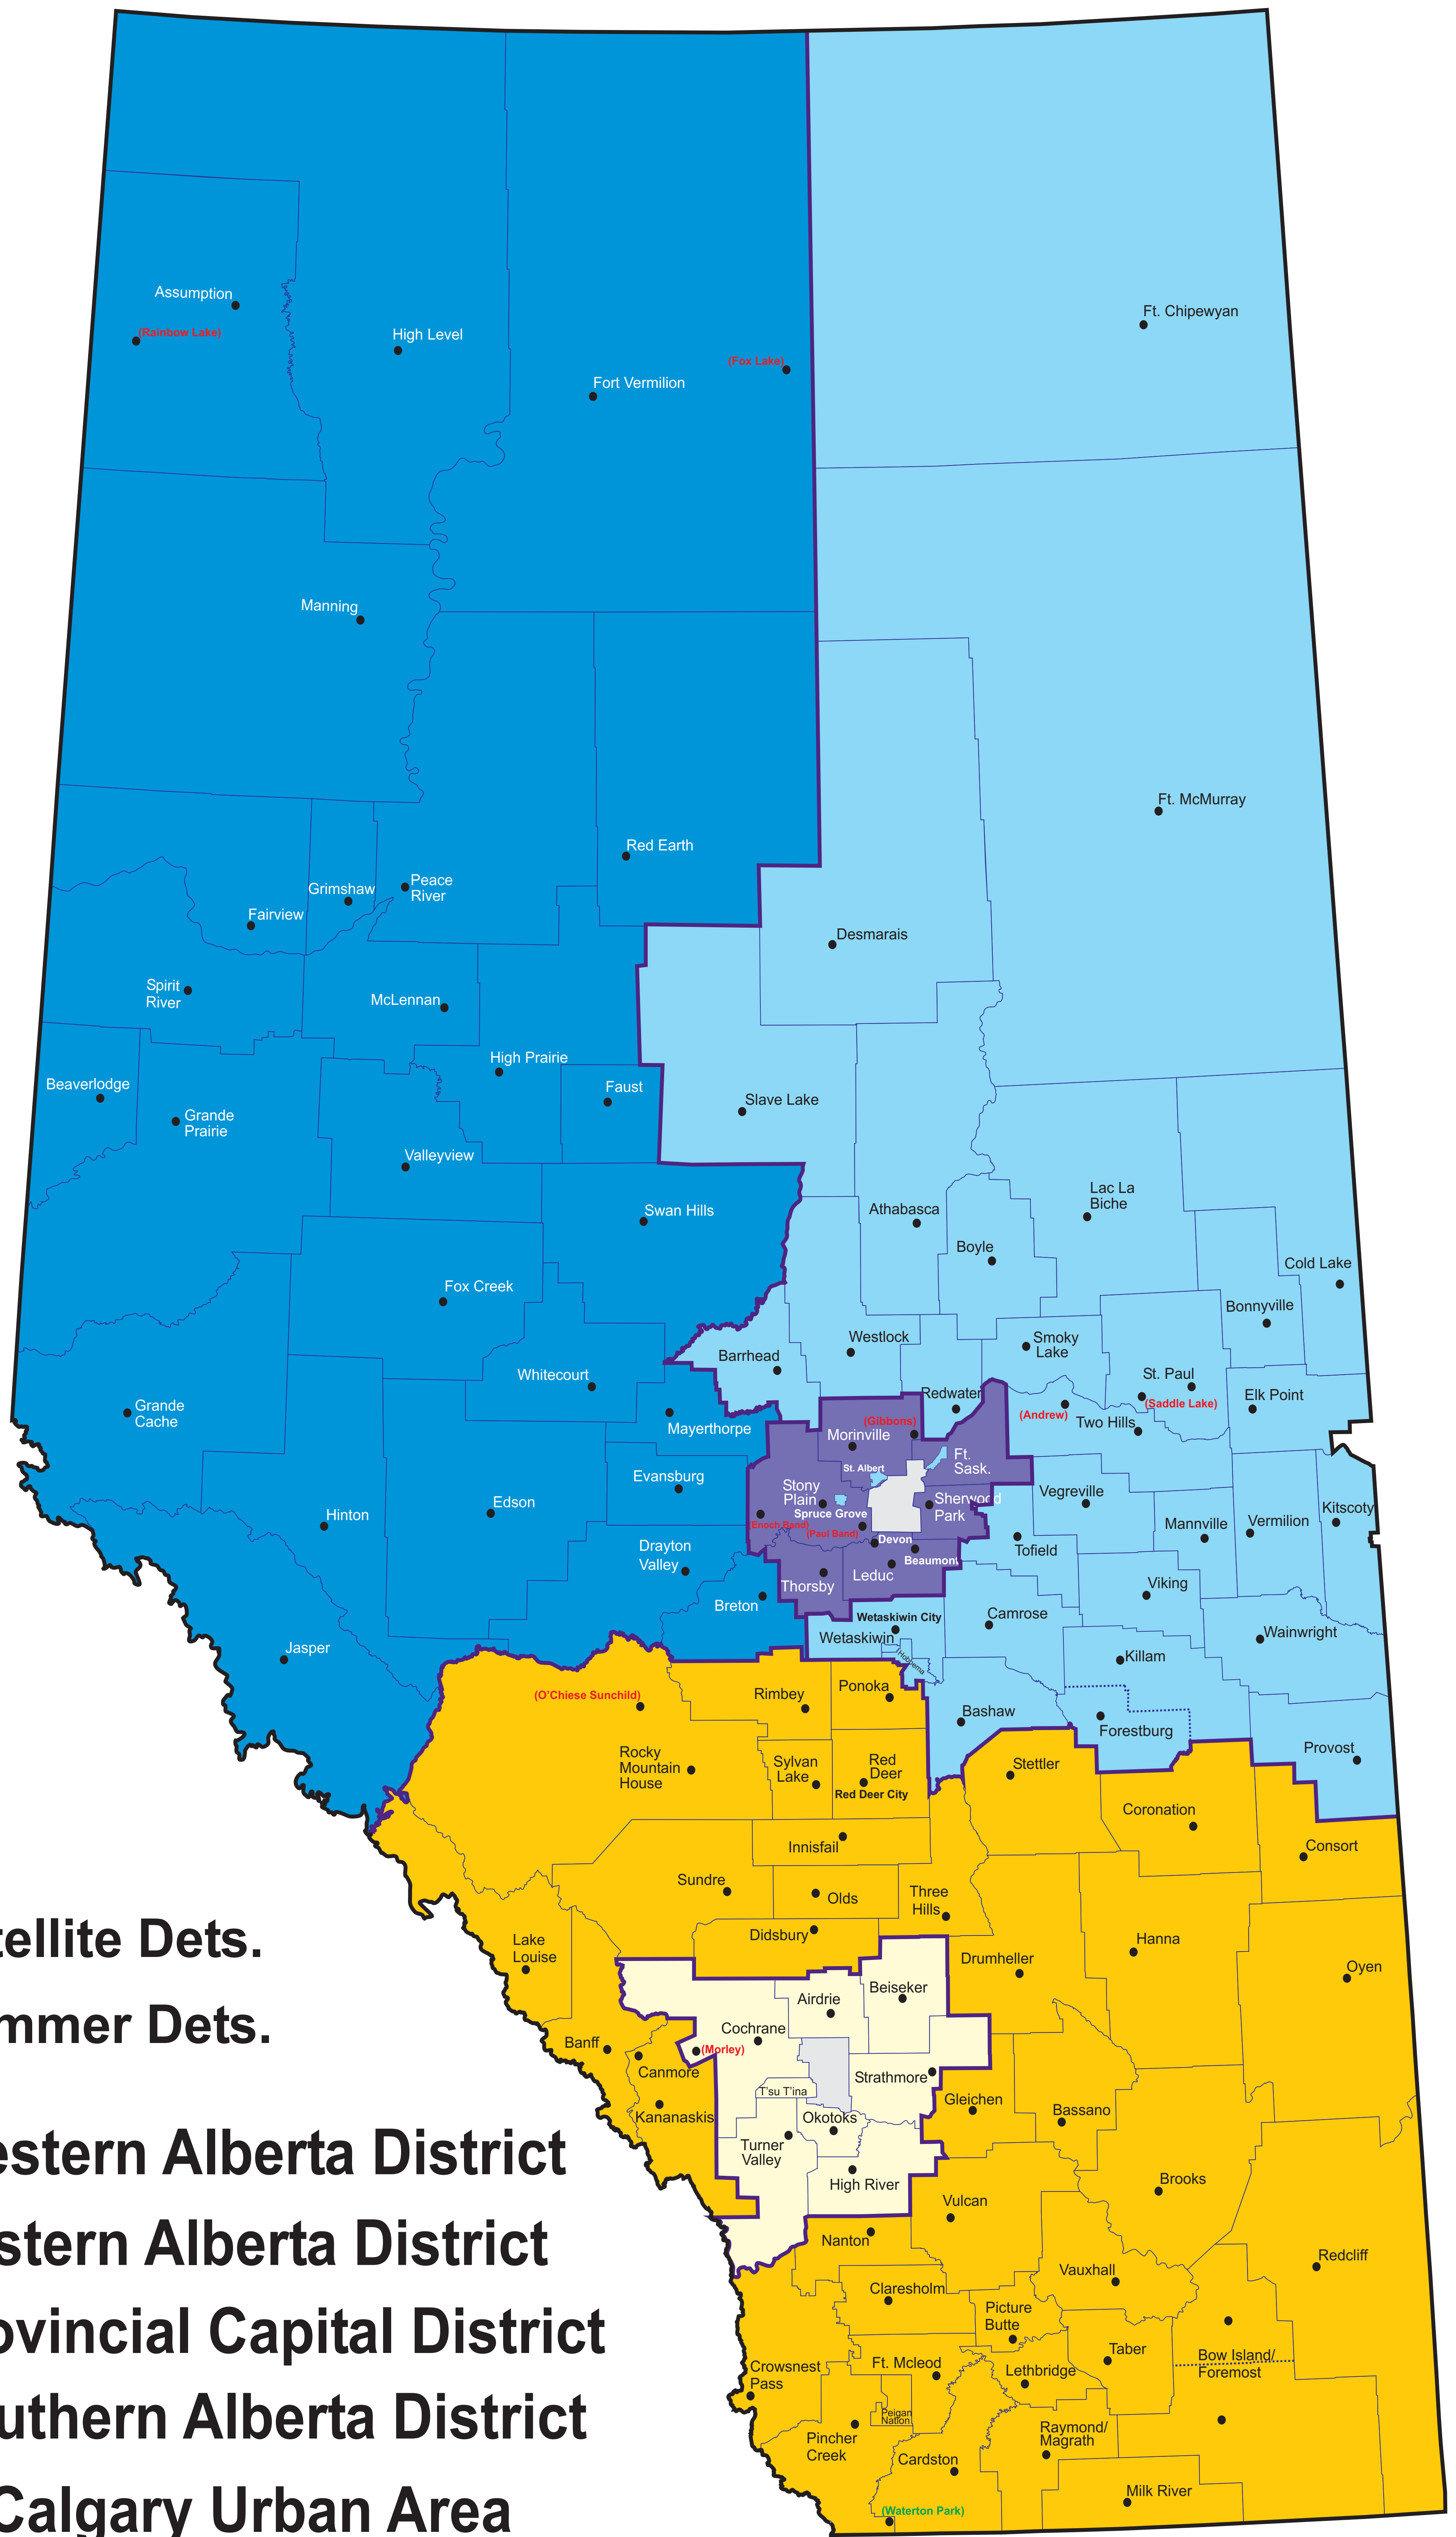 Assumption
(Rainbow Lake)
High Level
(Fox Lake)
Fort Vermilion
Ft. Chipewyan
Manning
Ft. McMurray
Red Earth
Peace
River
Grimshaw
Fairview
Desmarais
Spirit
River
McLennan
High Prairie
Beaverlodge
Faust
Slave Lake
Grande
Prairie
Valleyview
Lac La
Biche
Swan Hills
Athabasca
Boyle
Cold Lake
Fox Creek
Bonnyville
Westlock
Smoky
Lake
Barrhead
Whitecourt
St. Paul
(Saddle Lake)
Redwater
Elk Point
Grande
Cache
(Andrew)
Two Hills
Mayerthorpe
(Gibbons)
Morinville
Ft.
Sask.
St. Albert
Evansburg
Stony
Plain
Vegreville
Sherwood
Park
Edson
Hinton
Spruce Grove
Kitscoty
(Enoch Band)
(Paul Band)
Mannville
Vermilion
Devon
Tofield
Drayton
Valley
Beaumont
Leduc
Thorsby
Viking
Breton
Camrose
Wetaskiwin City
Wetaskiwin
Wainwright
Hobbema
Jasper
Killam
(O'Chiese Sunchild)
Rimbey
Ponoka
Bashaw
Forestburg
Provost
Rocky
Mountain
House
Sylvan
Lake
Red
Deer
Red Deer City
Stettler
Coronation
Innisfail
Consort
Sundre
Olds
Three
Hills
Didsbury
tellite Dets.
Lake
Louise
Hanna
Drumheller
Oyen
Beiseker
Airdrie
mmer Dets.
Cochrane
Banff
(Morley)
Canmore
Strathmore
T'su T'ina
Gleichen
Bassano
Kananaskis
Okotoks
Turner
Valley
estern Alberta District
High River
Brooks
Vulcan
Nanton
stern Alberta District
Redcliff
Vauxhall
Claresholm
Picture
Butte
ovincial Capital District
Taber
Bow Island/
Foremost
Crowsnest
Pass
Ft. Mcleod
Lethbridge
uthern Alberta District
Peigan
Nation
Raymond/
Magrath
Pincher
Creek
Cardston
Milk River
(Waterton Park)
Calgary Urban Area